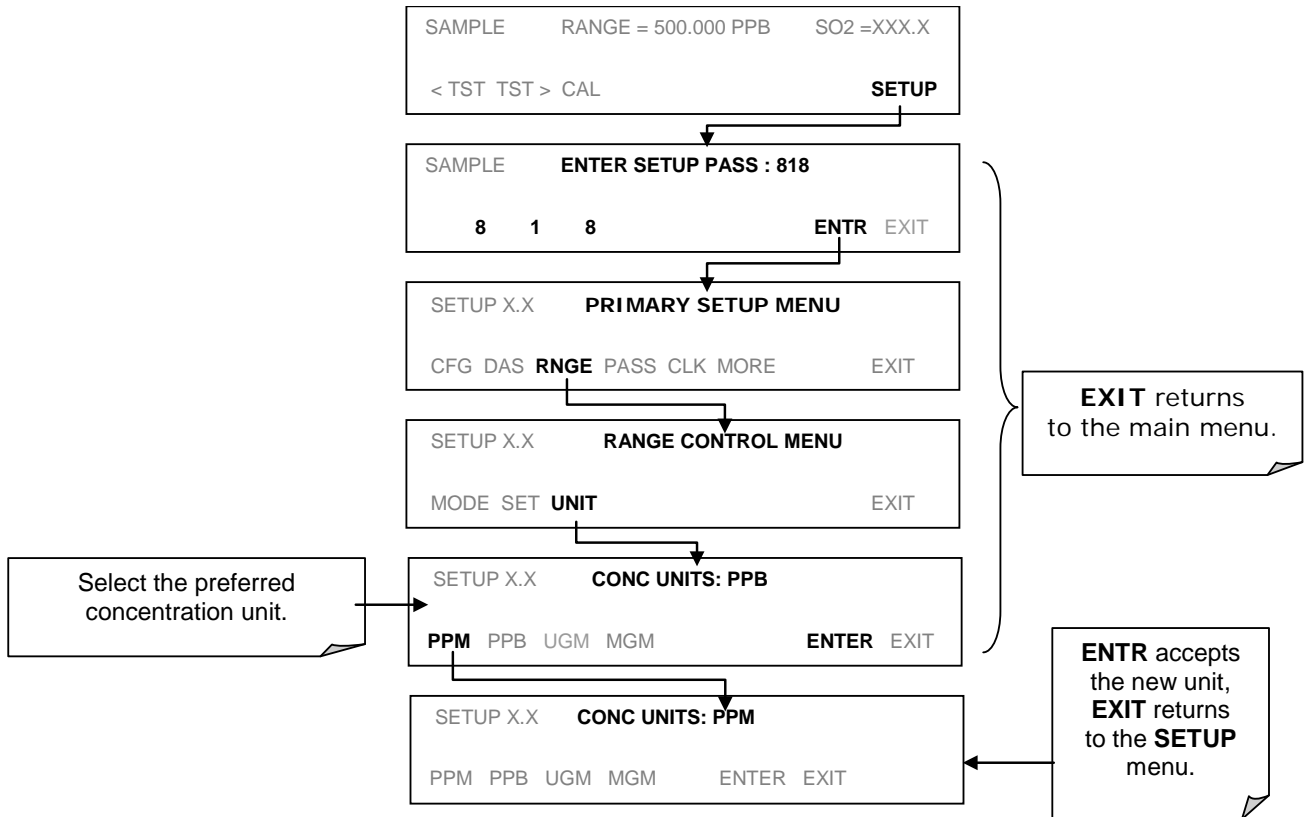 SAMPLE RANGE = 500.000 PPB SO2 =XXX.X
< TST TST > CAL SETUP
SAMPLE ENTER SETUP PASS : 818
8 1 8 ENTR EXIT
SETUP X.X PRIMARY SETUP MENU
CFG DAS RNGE PASS CLK MORE EXIT
EXIT returns
to the main menu.
SETUP X.X RANGE CONTROL MENU
MODE SET UNIT EXIT
Select the preferred
concentration unit.
SETUP X.X CONC UNITS: PPB
PPM PPB UGM MGM ENTER EXIT
SETUP X.X CONC UNITS: PPM
PPM PPB UGM MGM ENTER EXIT
ENTR accepts
the new unit,
EXIT returns
to the SETUP
menu.